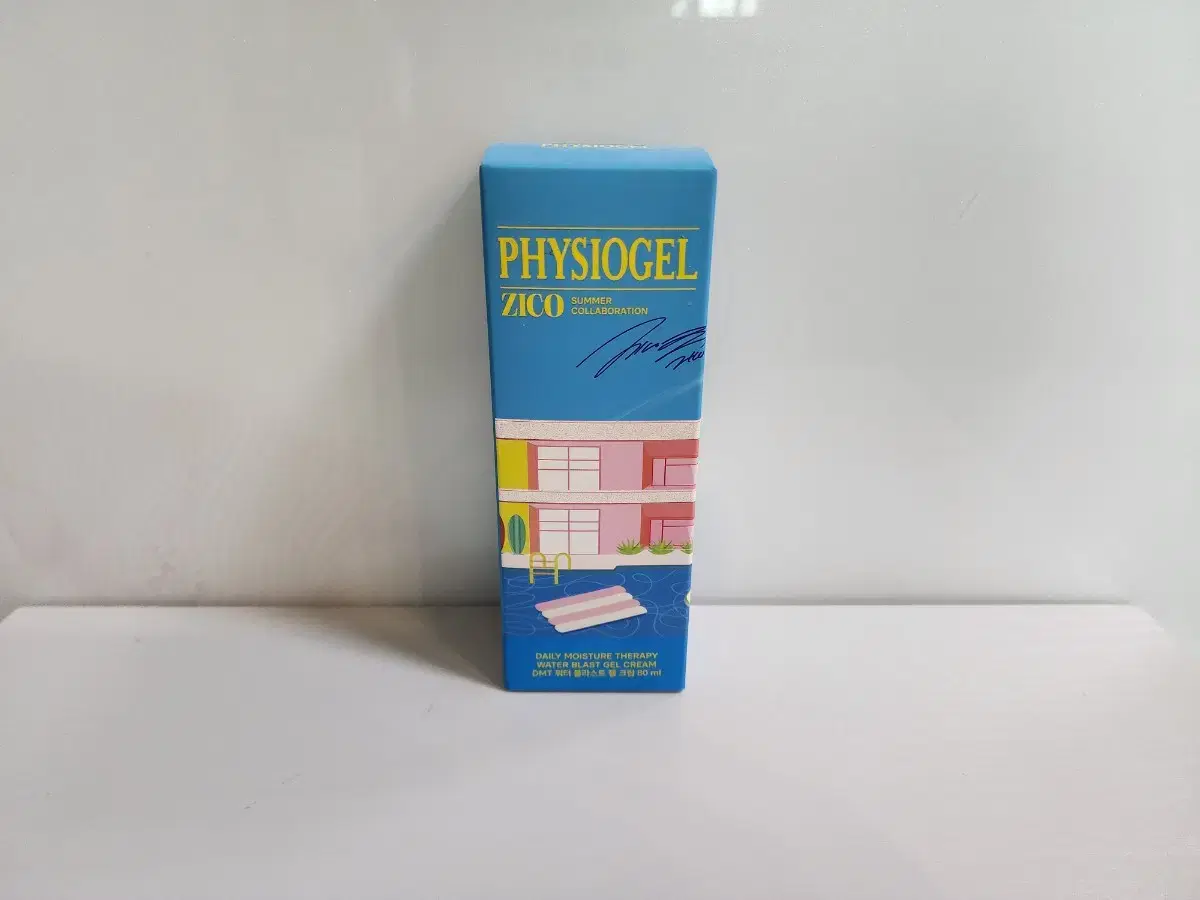 PHYSIOGEL
PHYSIOGEL
ZICO SUMMER
COLLABORATION
DAILY MOISTURE THERAPY
WATER BLAST GEL CREAM
DMT 워터 블라스트 젤 크림 80 ml